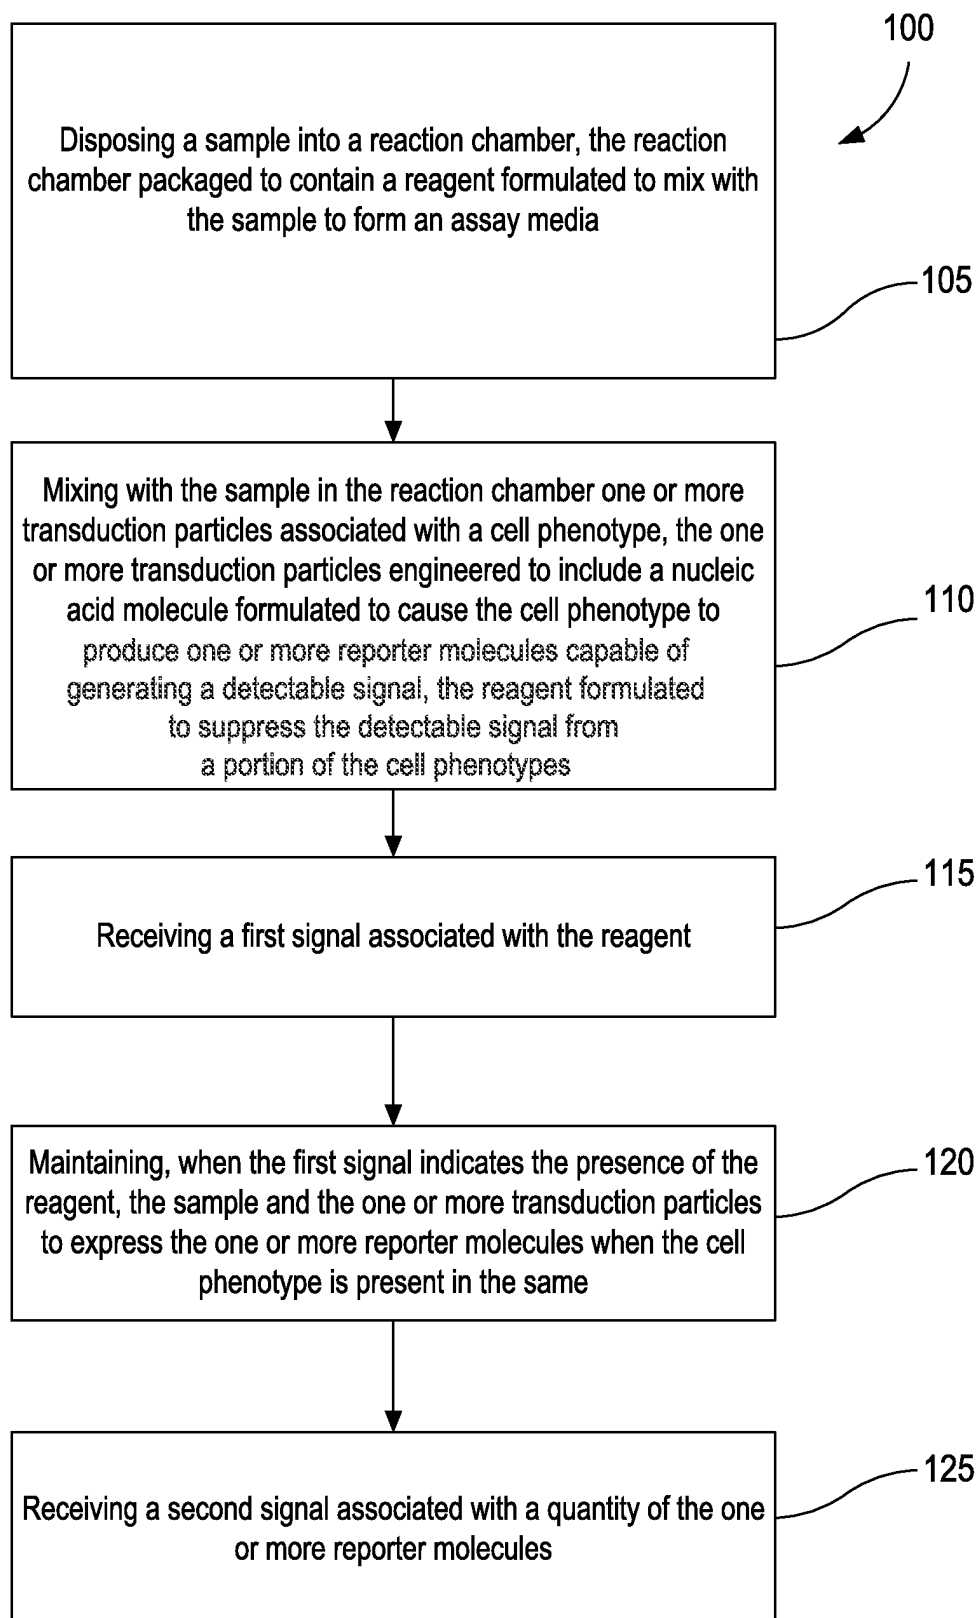 100
Disposing a sample into a reaction chamber, the reaction
chamber packaged to contain a reagent formulated to mix with
the sample to form an assay media
105
Mixing with the sample in the reaction chamber one or more
transduction particles associated with a cell phenotype, the one
or more transduction particles engineered to include a nucleic
acid molecule formulated to cause the cell phenotype to
produce one or more reporter molecules capable of
generating a detectable signal, the reagent formulated
to suppress the detectable signal from
a portion of the cell phenotypes
110
Receiving a first signal associated with the reagent
115
Maintaining, when the first signal indicates the presence of the
reagent, the sample and the one or more transduction particles
to express the one or more reporter molecules when the cell
phenotype is present in the same
120
Receiving a second signal associated with a quantity of the one
or more reporter molecules
125